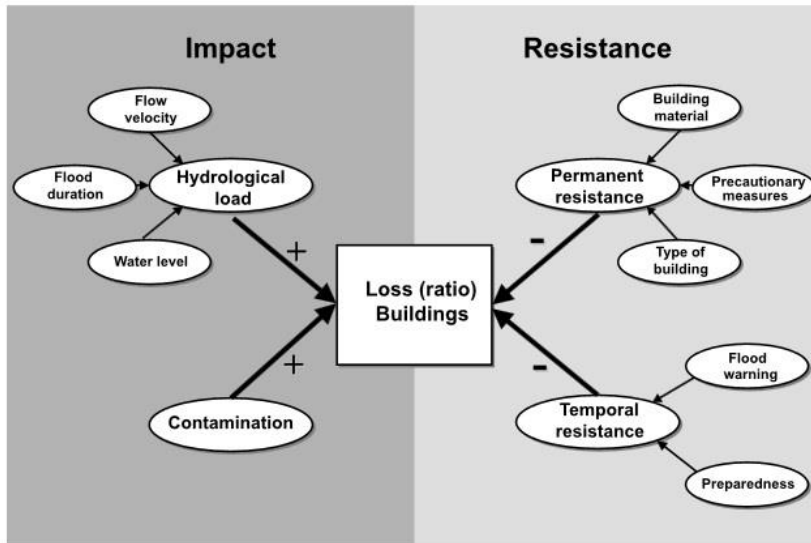 Impact
Resistance
Flow
velocity
Flood
duration
Hydrological
load
Water level
+
Contamination
+
Loss (ratio)
Buildings
Building
material
Permanent
resistance
Precautionary
measures
Type of
building
-
Flood
warning
-
Temporal
resistance
Preparedness